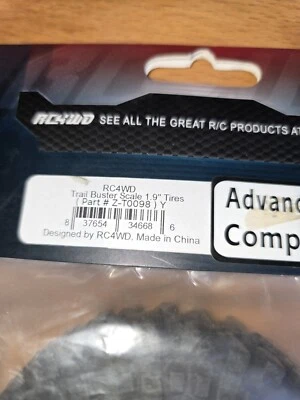 RC4WD SEE ALL THE GREAT R/C PRODUCTS AT
RC4WD
Trail Buster Scale 1.9" Tires
( Part # Z-T0098 ) Y
8 37654 34668 6
Designed by RC4WD, Made in China
Advanc
Comp